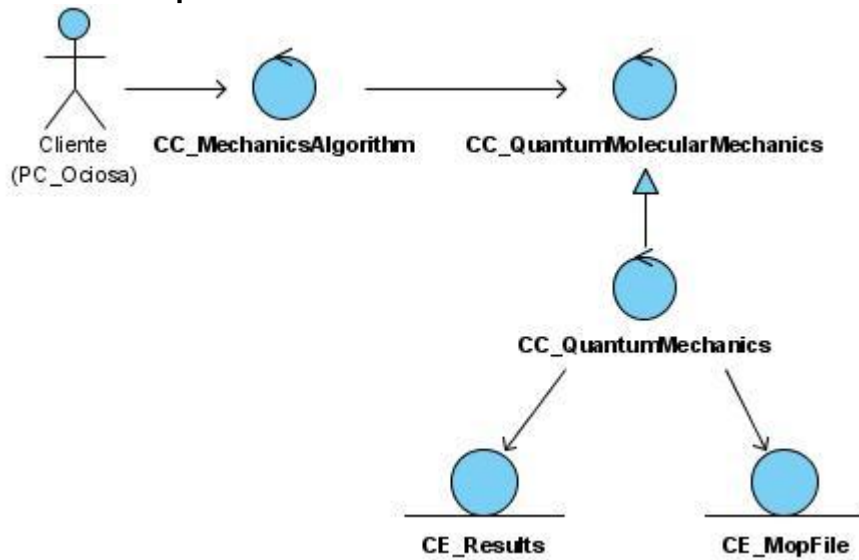 Cliente
(PC_Ociosa)
CC_MechanicsAlgorithm
CC_QuantumMolecularMechanics
CC_QuantumMechanics
CE_Results
CE_MopFile